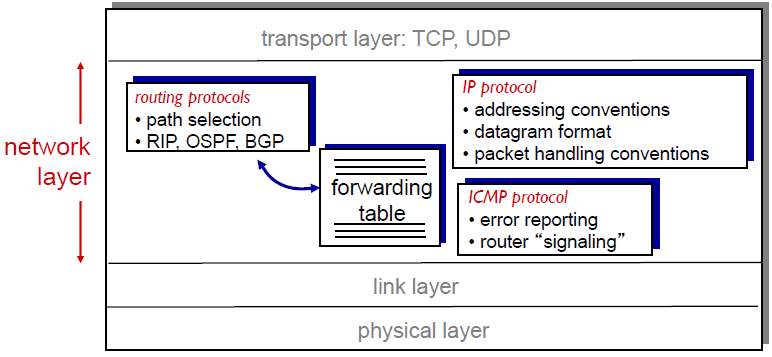 transport layer: TCP, UDP
network
layer
routing protocols
• path selection
• RIP, OSPF, BGP
forwarding
table
IP protocol
• addressing conventions
• datagram format
• packet handling conventions
ICMP protocol
• error reporting
• router “signaling”
link layer
physical layer